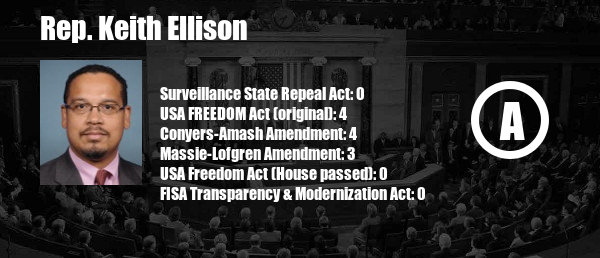 Rep. Keith Ellison
Surveillance State Repeal Act: 0
USA FREEDOM Act (original): 4
Conyers-Amash Amendment: 4
Massie-Lofgren Amendment: 3
USA Freedom Act (House passed): 0
FISA Transparency & Modernization Act: 0
A